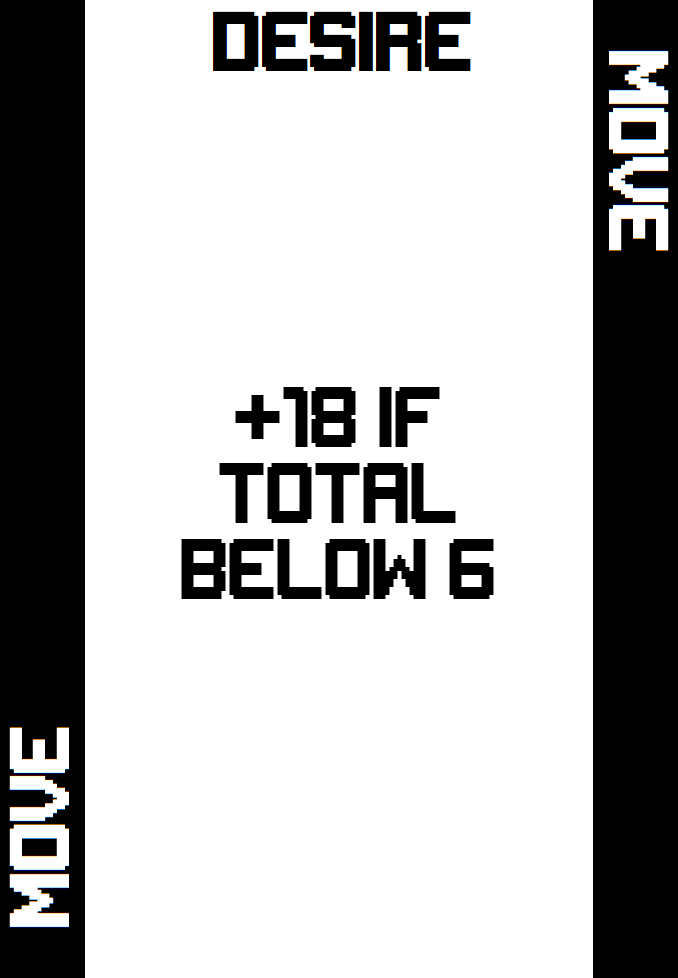 DESIRE
MOVE
+18 IF
TOTAL
BELOW 6
MOVE